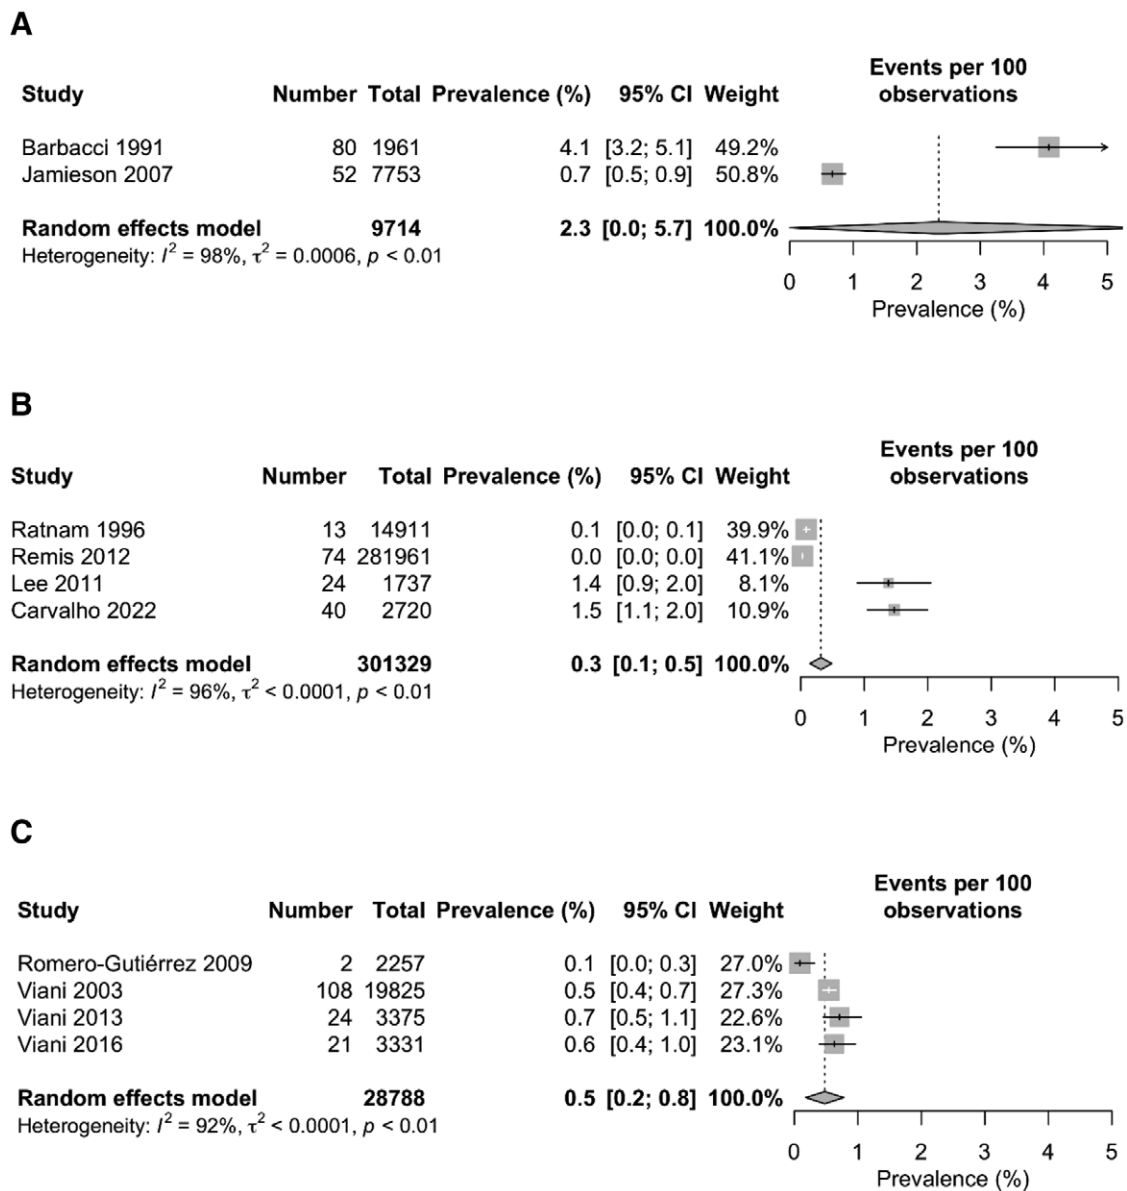 A
Events per 100
Study Number Total Prevalence (%) 95% CI Weight observations
Barbacci 1991 80 1961 4.1 [3.2; 5.1] 49.2%
Jamieson 2007 52 7753 0.7 [0.5; 0.9] 50.8%
Random effects model 9714 2.3 [0.0; 5.7] 100.0%
Heterogeneity: I² = 98%, τ² = 0.0006, p < 0.01
0 1 2 3 4 5
Prevalence (%)
B
Events per 100
Study Number Total Prevalence (%) 95% CI Weight observations
Ratnam 1996 13 14911 0.1 [0.0; 0.1] 39.9%
Remis 2012 74 281961 0.0 [0.0; 0.0] 41.1%
Lee 2011 24 1737 1.4 [0.9; 2.0] 8.1%
Carvalho 2022 40 2720 1.5 [1.1; 2.0] 10.9%
Random effects model 301329 0.3 [0.1; 0.5] 100.0%
Heterogeneity: I² = 96%, τ² < 0.0001, p < 0.01
0 1 2 3 4 5
Prevalence (%)
C
Events per 100
Study Number Total Prevalence (%) 95% CI Weight observations
Romero-Gutiérrez 2009 2 2257 0.1 [0.0; 0.3] 27.0%
Viani 2003 108 19825 0.5 [0.4; 0.7] 27.3%
Viani 2013 24 3375 0.7 [0.5; 1.1] 22.6%
Viani 2016 21 3331 0.6 [0.4; 1.0] 23.1%
Random effects model 28788 0.5 [0.2; 0.8] 100.0%
Heterogeneity: I² = 92%, τ² < 0.0001, p < 0.01
0 1 2 3 4 5
Prevalence (%)